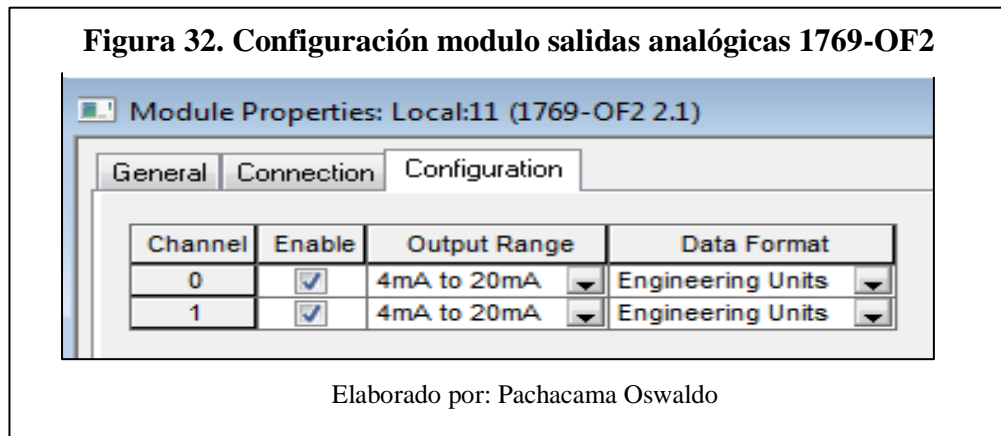 Figura 32. Configuración modulo salidas analógicas 1769-OF2
Module Properties: Local:11 (1769-OF2 2.1)
General Connection Configuration
Channel Enable Output Range Data Format
0 4mA to 20mA Engineering Units
1 4mA to 20mA Engineering Units
Elaborado por: Pachacama Oswaldo